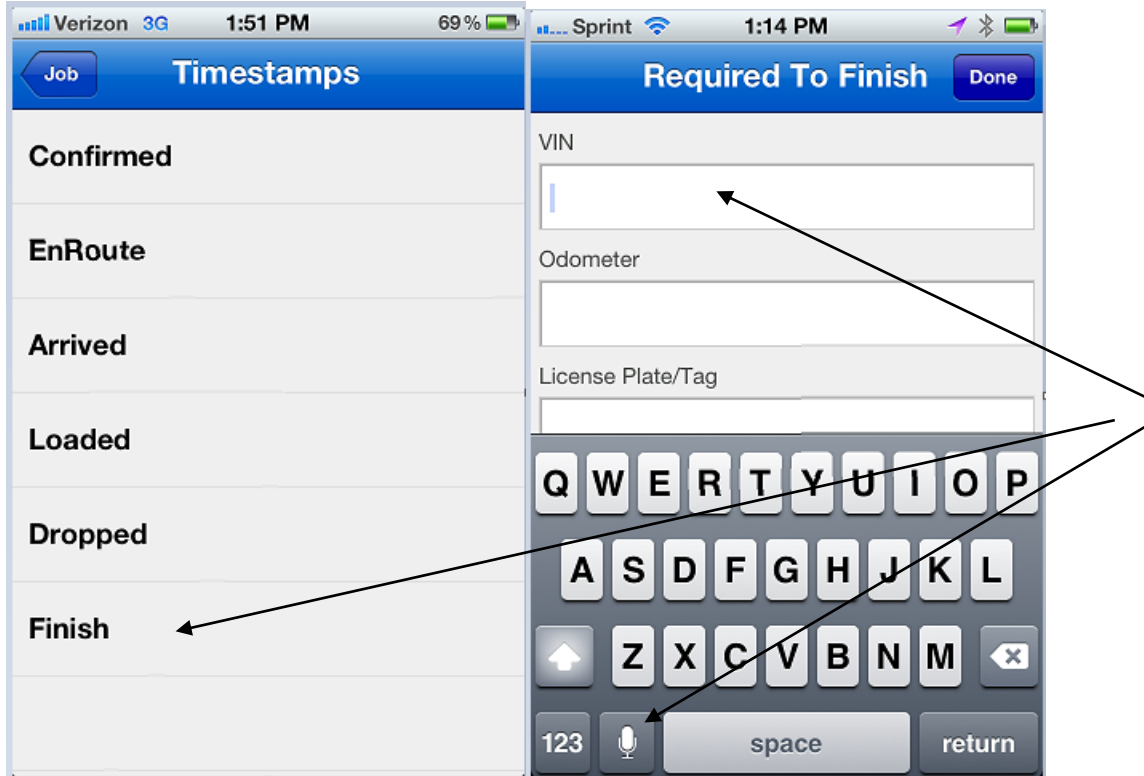 Verizon 3G 1:51 PM 69%
Job Timestamps
Confirmed
EnRoute
Arrived
Loaded
Dropped
Finish
Sprint 1:14 PM
Required To Finish Done
VIN
Odometer
License Plate/Tag
Q W E R T Y U I O P
A S D F G H J K L
Z X C V B N M
123 space return